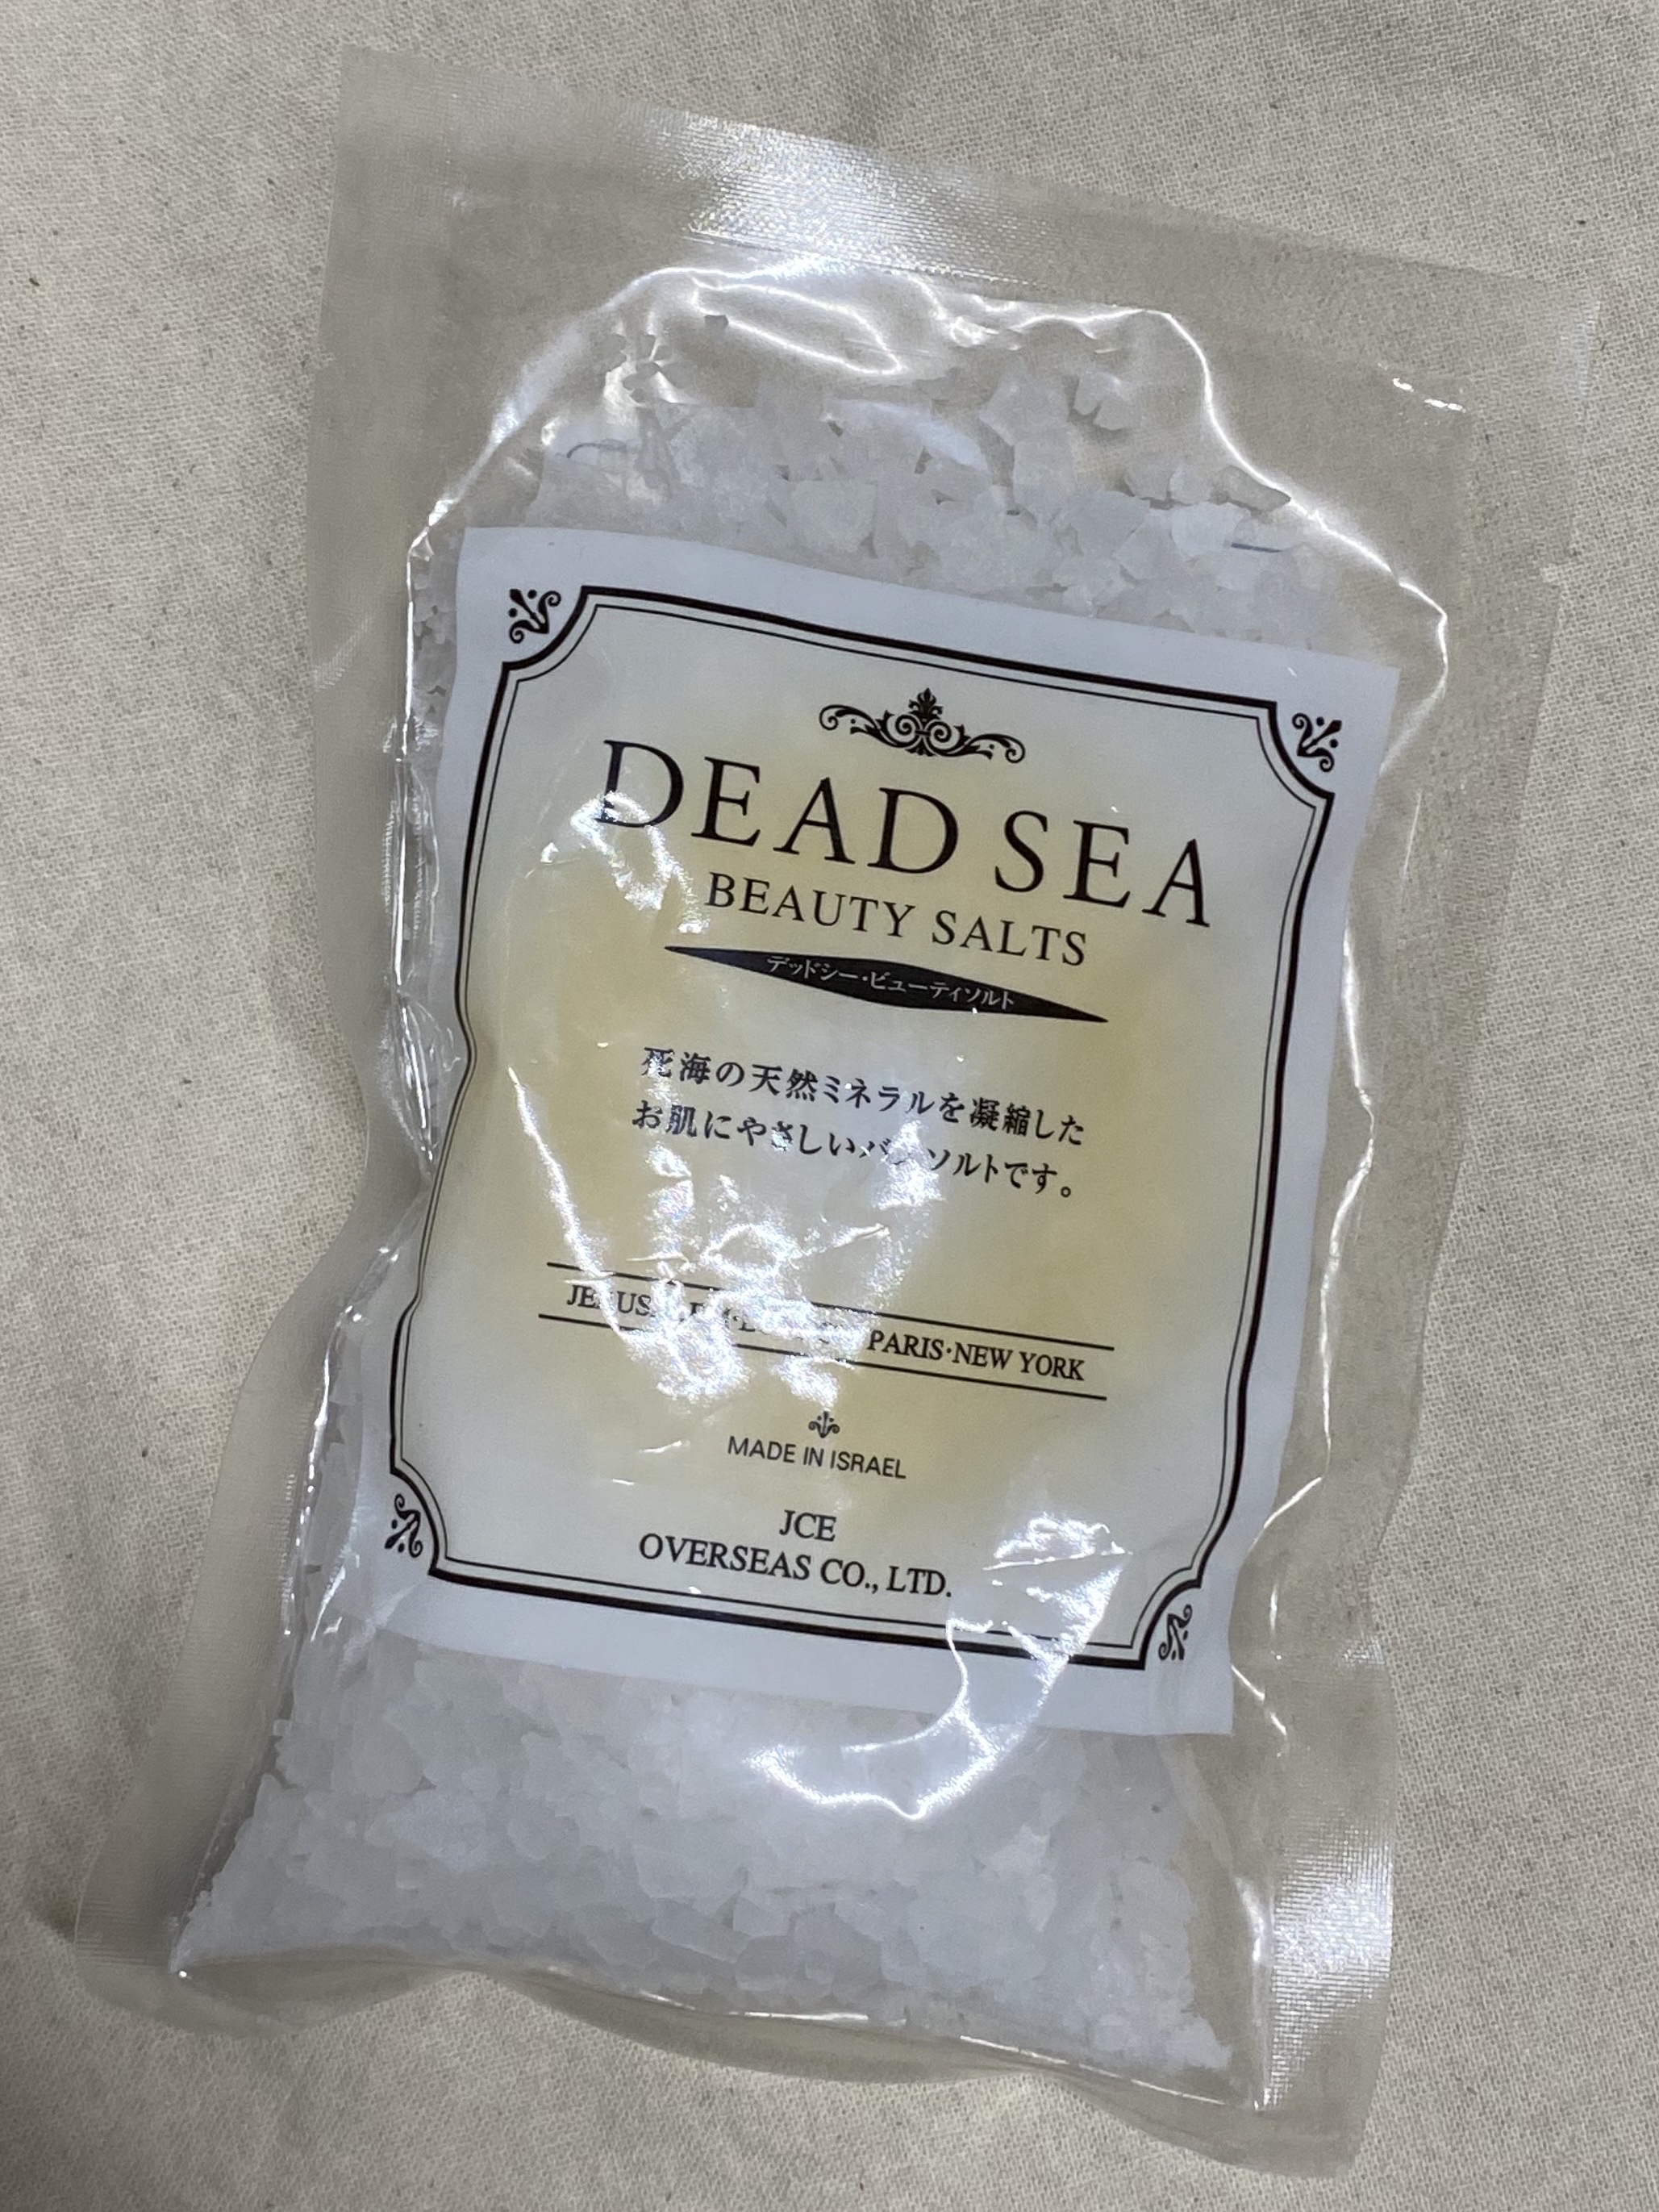 DEAD SEA
BEAUTY SALTS
デッドシー・ビューティソルト
死海の天然ミネラルを凝縮した
お肌にやさしいバスソルトです。
PARIS·NEW YORK
MADE IN ISRAEL
JCE
OVERSEAS CO., LTD.